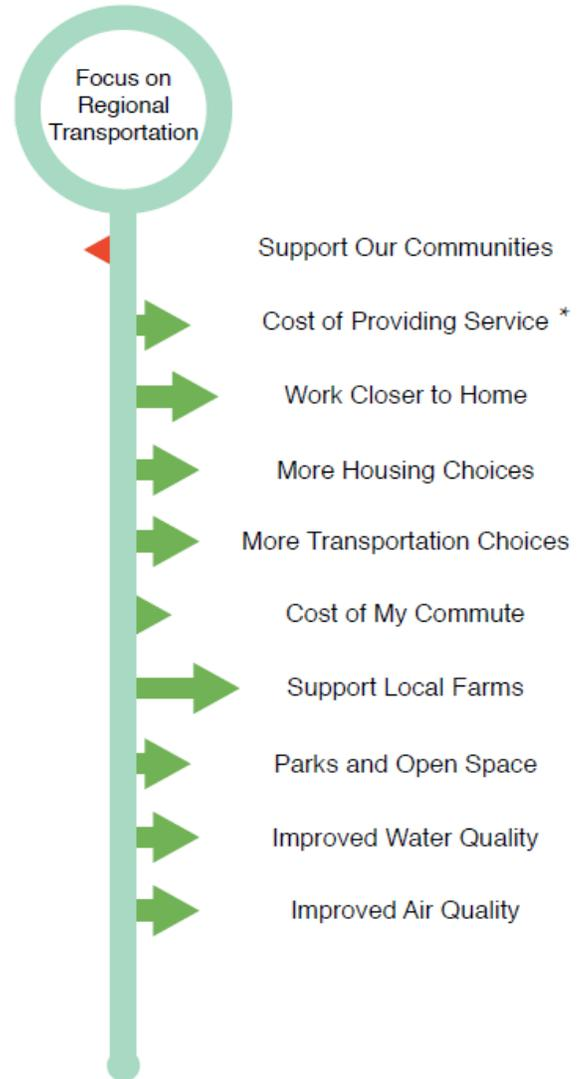 Focus on
Regional
Transportation
Support Our Communities
Cost of Providing Service *
Work Closer to Home
More Housing Choices
More Transportation Choices
Cost of My Commute
Support Local Farms
Parks and Open Space
Improved Water Quality
Improved Air Quality